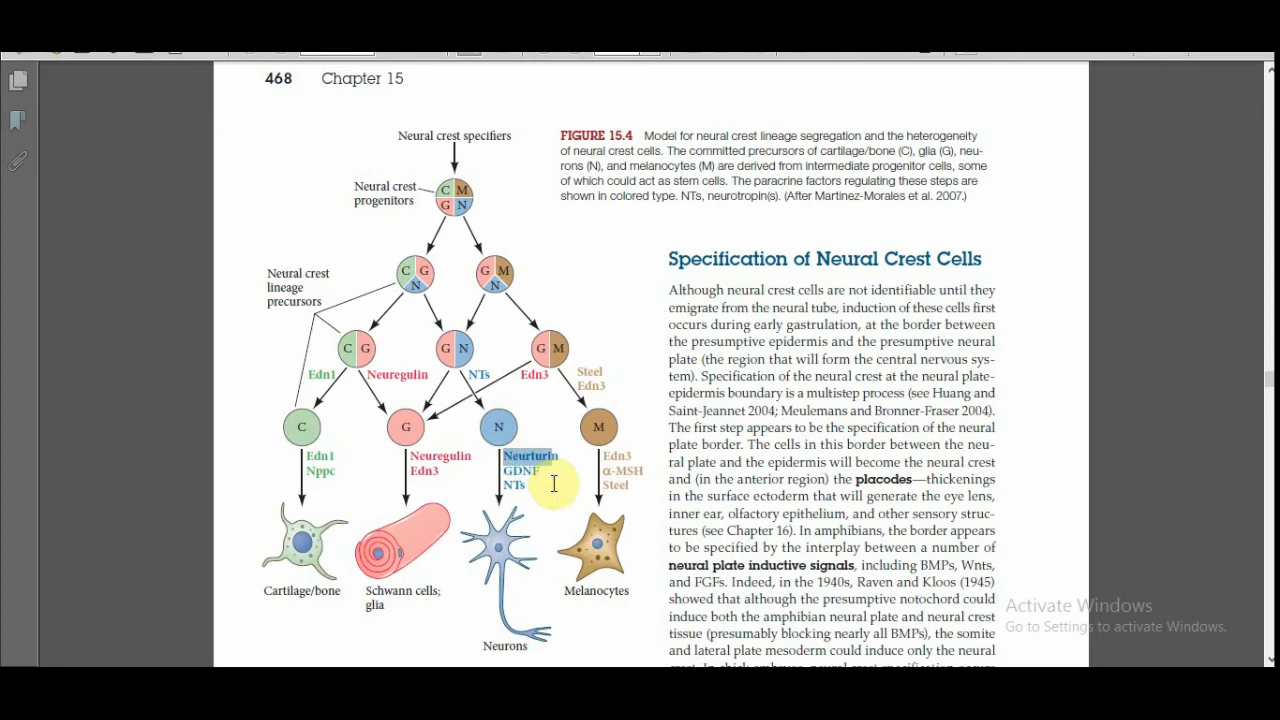 468 Chapter 15
Neural crest specifiers
Neural crest
progenitors
C M
G N
Neural crest
lineage
precursors
C G
N
G M
N
C G
G N
G M
Edn1
Neuregulin
NTs
Edn3
Steel
Edn3
C
G
N
M
Edn1
Nppc
Neuregulin
Edn3
Neurturin
GDNF
NTs
Edn3
α-MSH
Steel
Cartilage/bone
Schwann cells;
glia
Neurons
Melanocytes
FIGURE 15.4 Model for neural crest lineage segregation and the heterogeneity
of neural crest cells. The committed precursors of cartilage/bone (C), glia (G), neu-
rons (N), and melanocytes (M) are derived from intermediate progenitor cells, some
of which could act as stem cells. The paracrine factors regulating these steps are
shown in colored type. NTs, neurotropin(s). (After Martinez-Morales et al. 2007.)
Specification of Neural Crest Cells
Although neural crest cells are not identifiable until they
emigrate from the neural tube, induction of these cells first
occurs during early gastrulation, at the border between
the presumptive epidermis and the presumptive neural
plate (the region that will form the central nervous sys-
tem). Specification of the neural crest at the neural plate-
epidermis boundary is a multistep process (see Huang and
Saint-Jeannet 2004; Meulemans and Bronner-Fraser 2004).
The first step appears to be the specification of the neural
plate border. The cells in this border between the neu-
ral plate and the epidermis will become the neural crest
and (in the anterior region) the placodes—thickenings
in the surface ectoderm that will generate the eye lens,
inner ear, olfactory epithelium, and other sensory struc-
tures (see Chapter 16). In amphibians, the border appears
to be specified by the interplay between a number of
neural plate inductive signals, including BMPs, Wnts,
and FGFs. Indeed, in the 1940s, Raven and Kloos (1945)
showed that although the presumptive notochord could
induce both the amphibian neural plate and neural crest
tissue (presumably blocking nearly all BMPs), the somite
and lateral plate mesoderm could induce only the neural
Activate Windows
Go to Settings to activate Windows.